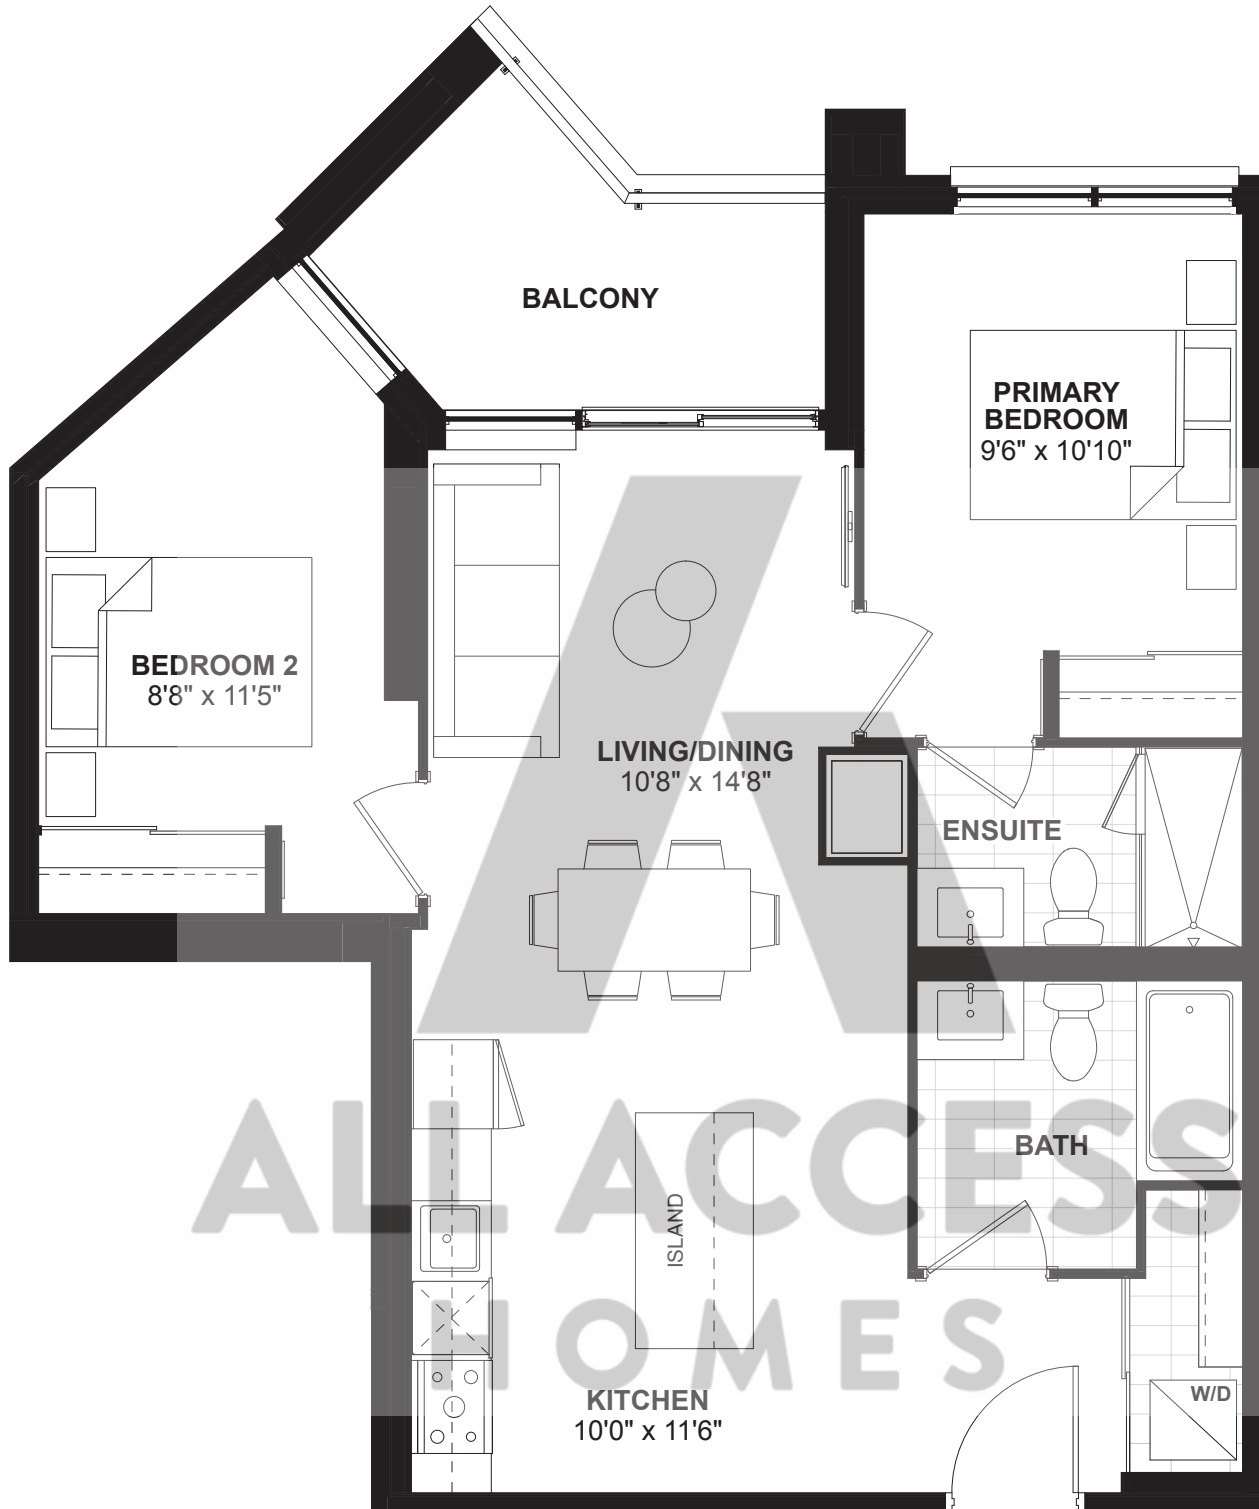 BALCONY
PRIMARY
BEDROOM
9'6" x 10'10"
BEDROOM 2
8'8" x 11'5"
LIVING/DINING
10'8" x 14'8"
ENSUITE
BATH
ALL ACCESS
ISLAND
HOMES
KITCHEN
10'0" x 11'6"
W/D